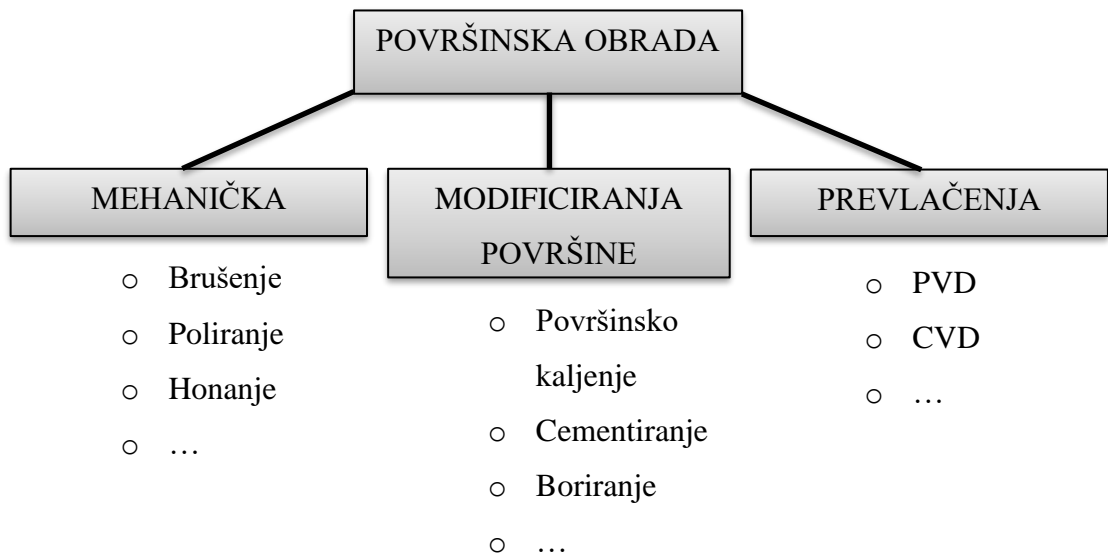 POVRŠINSKA OBRADA
MEHANIČKA
○ Brušenje
○ Poliranje
○ Honanje
○ …
MODIFICIRANJA
POVRŠINE
○ Površinsko
kaljenje
○ Cementiranje
○ Boriranje
○ …
PREVLAČENJA
○ PVD
○ CVD
○ …